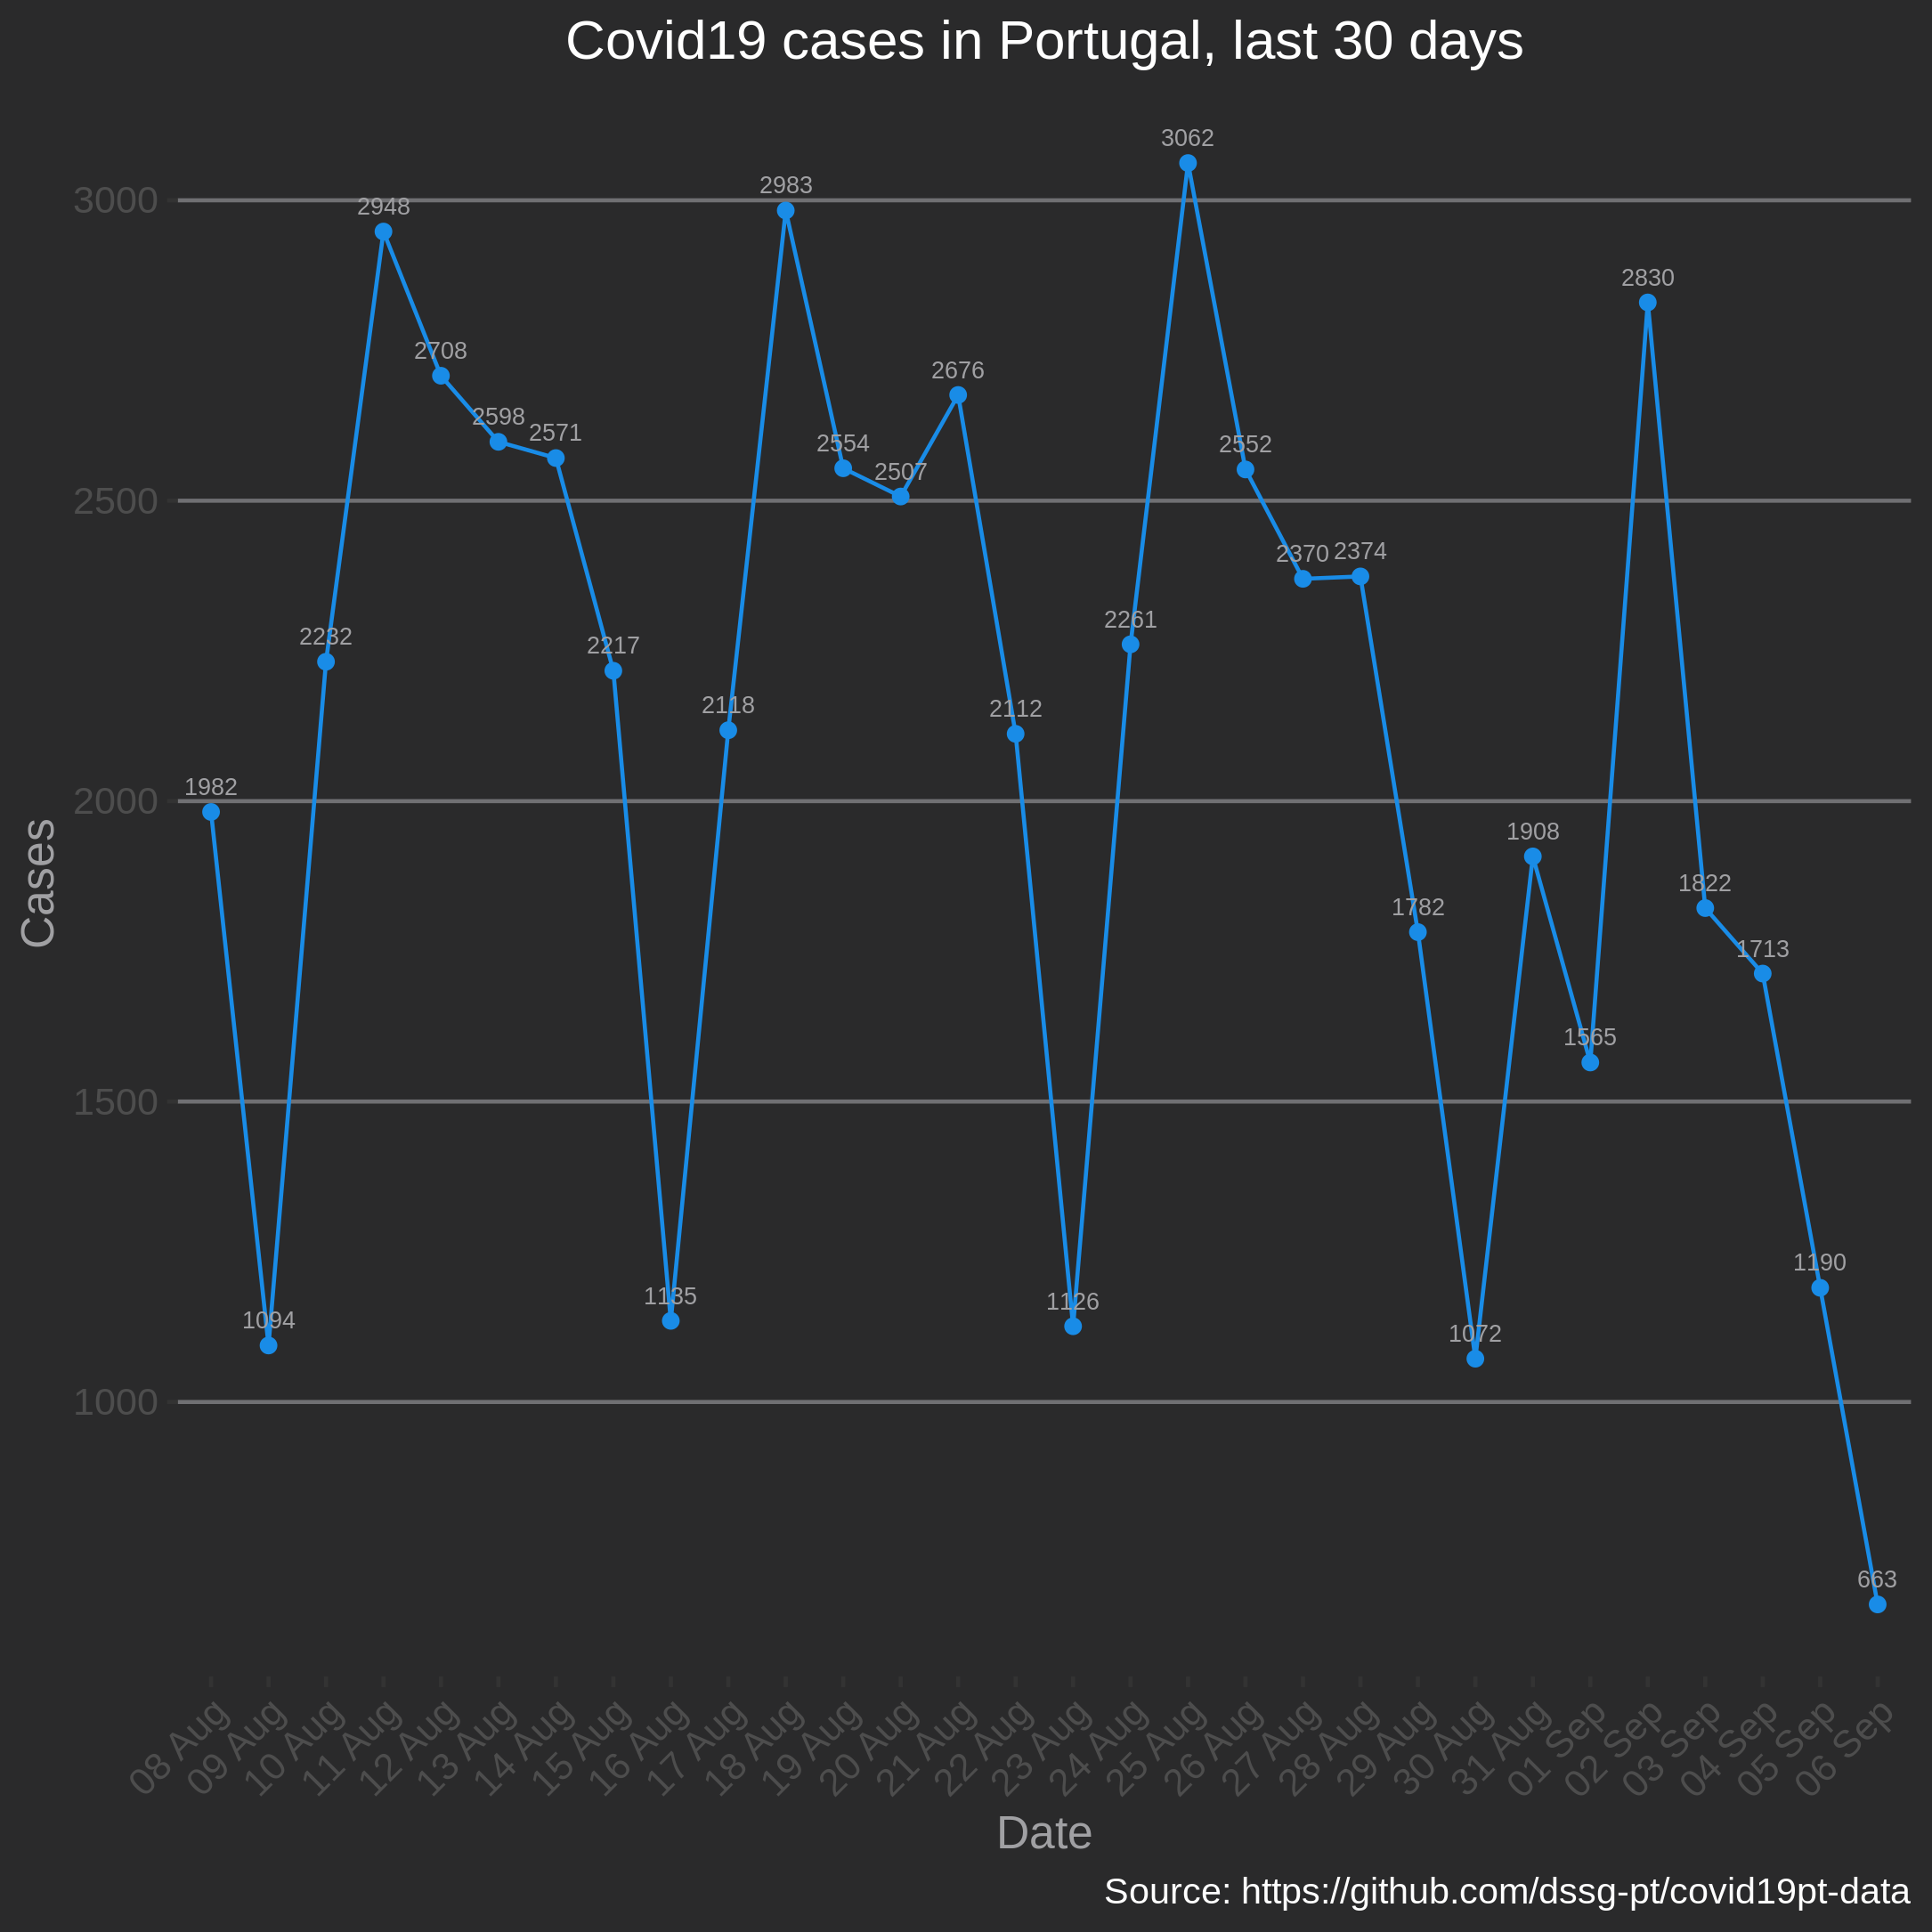 Covid19 cases in Portugal, last 30 days
Cases
3000
2500
2000
1500
1000
1982
1094
2232
2948
2708
2598
2571
2217
1135
2118
2983
2554
2507
2676
2112
1126
2261
3062
2552
2370
2374
1782
1072
1908
1565
2830
1822
1713
1190
663
08 Aug
09 Aug
10 Aug
11 Aug
12 Aug
13 Aug
14 Aug
15 Aug
16 Aug
17 Aug
18 Aug
19 Aug
20 Aug
21 Aug
22 Aug
23 Aug
24 Aug
25 Aug
26 Aug
27 Aug
28 Aug
29 Aug
30 Aug
31 Aug
01 Sep
02 Sep
03 Sep
04 Sep
05 Sep
06 Sep
Date
Source: https://github.com/dssg-pt/covid19pt-data